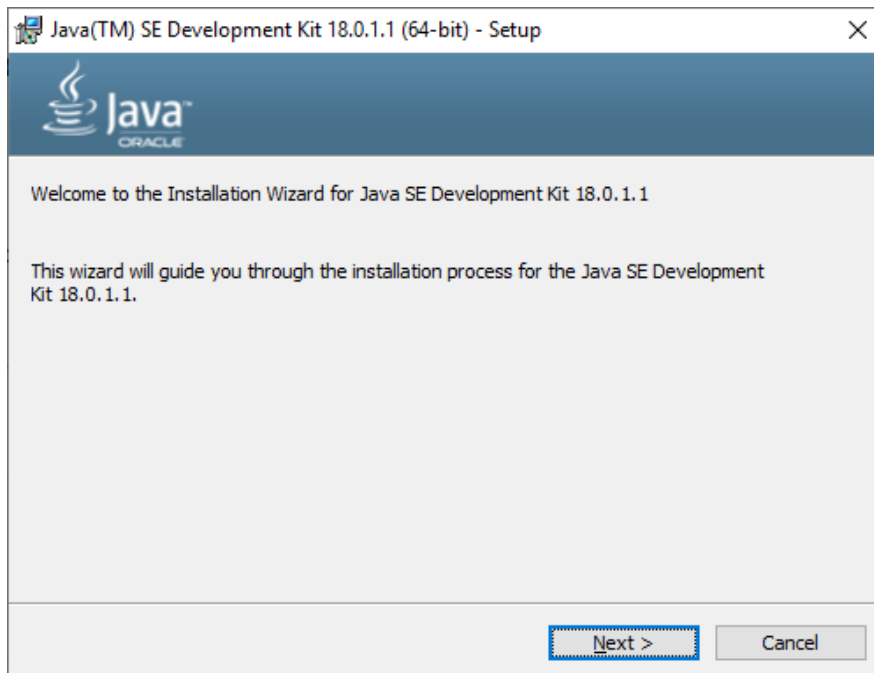 Java(TM) SE Development Kit 18.0.1.1 (64-bit) - Setup
Java™
ORACLE
Welcome to the Installation Wizard for Java SE Development Kit 18.0.1.1
This wizard will guide you through the installation process for the Java SE Development
Kit 18.0.1.1.
Next >
Cancel